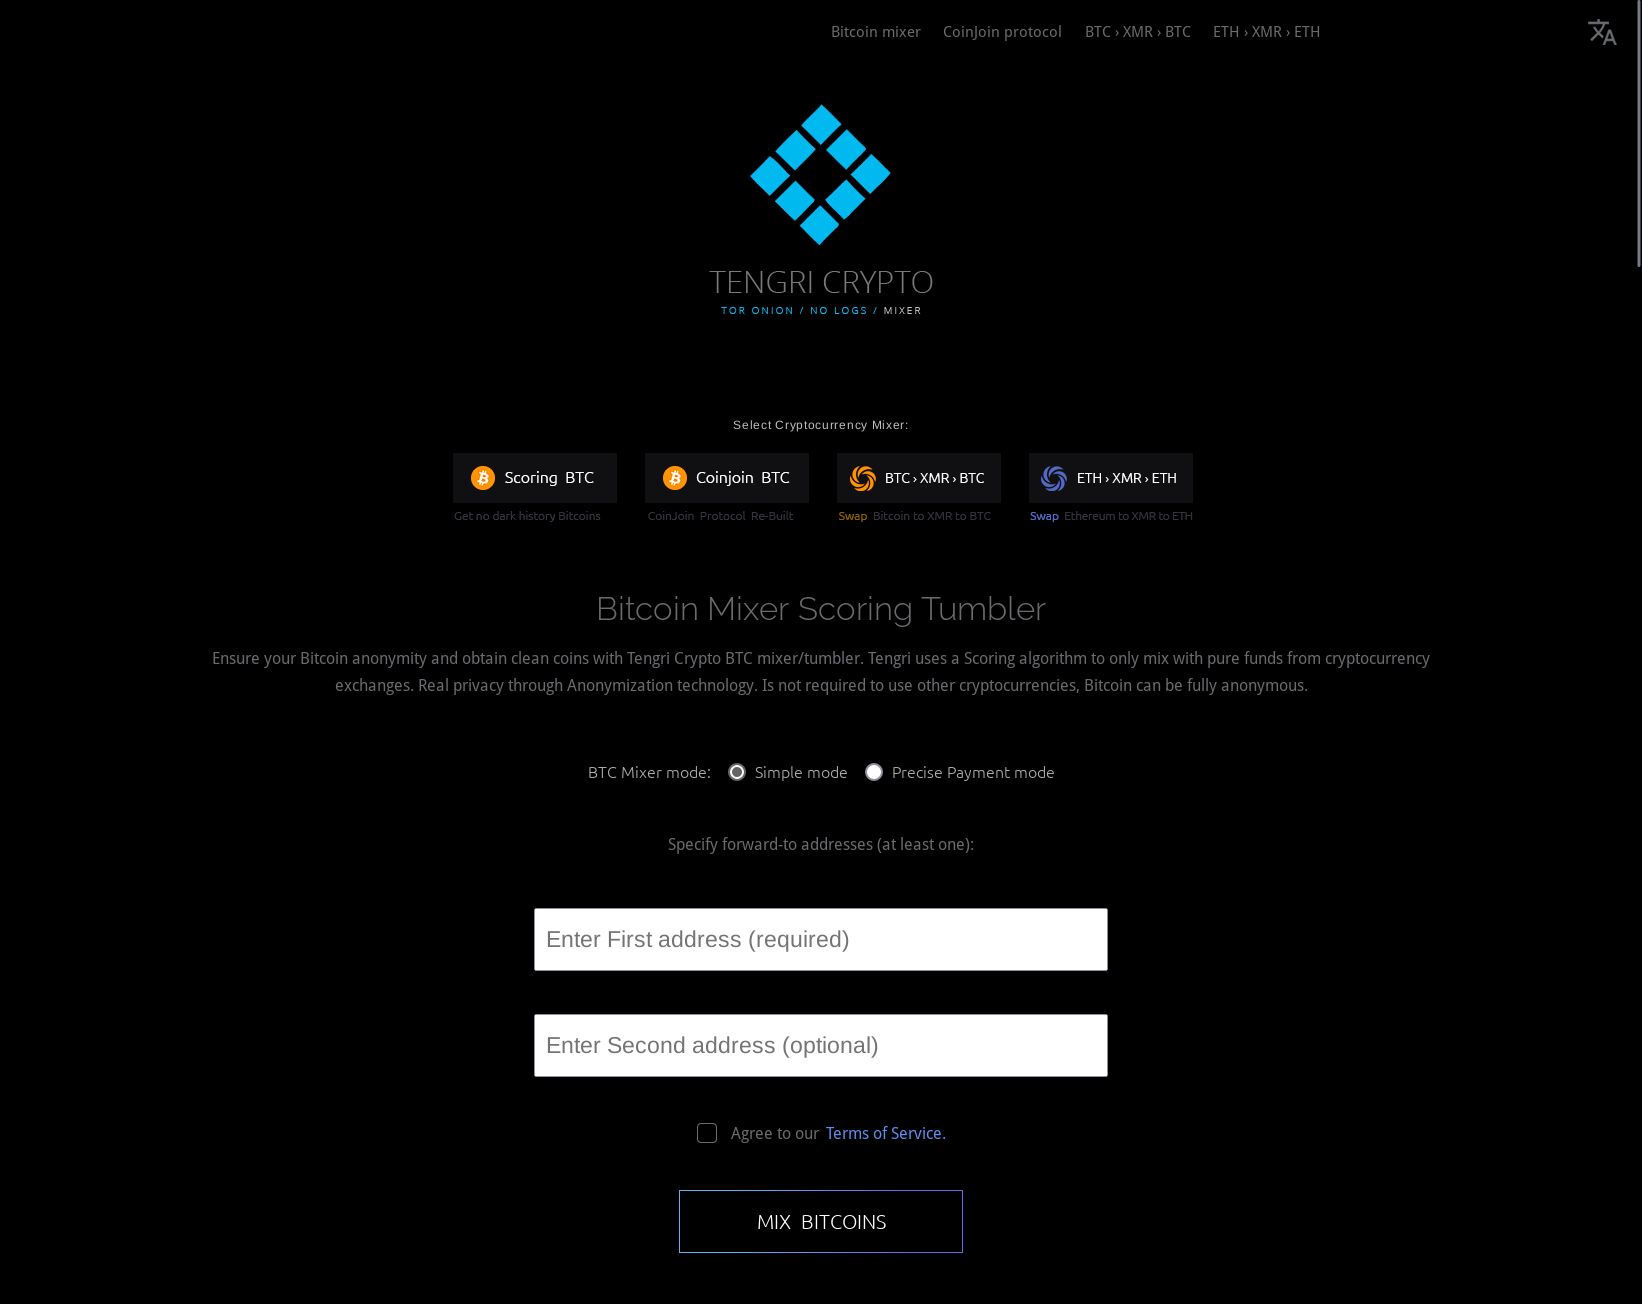 Bitcoin mixer CoinJoin protocol BTC › XMR › BTC ETH › XMR › ETH
TENGRI CRYPTO
TOR ONION / NO LOGS / MIXER
Select Cryptocurrency Mixer:
Scoring BTC Coinjoin BTC BTC › XMR › BTC ETH › XMR › ETH
Get no dark history Bitcoins CoinJoin Protocol Re-Built Swap Bitcoin to XMR to BTC Swap Ethereum to XMR to ETH
Bitcoin Mixer Scoring Tumbler
Ensure your Bitcoin anonymity and obtain clean coins with Tengri Crypto BTC mixer/tumbler. Tengri uses a Scoring algorithm to only mix with pure funds from cryptocurrency
exchanges. Real privacy through Anonymization technology. Is not required to use other cryptocurrencies, Bitcoin can be fully anonymous.
BTC Mixer mode: Simple mode Precise Payment mode
Specify forward-to addresses (at least one):
Enter First address (required)
Enter Second address (optional)
Agree to our Terms of Service.
MIX BITCOINS